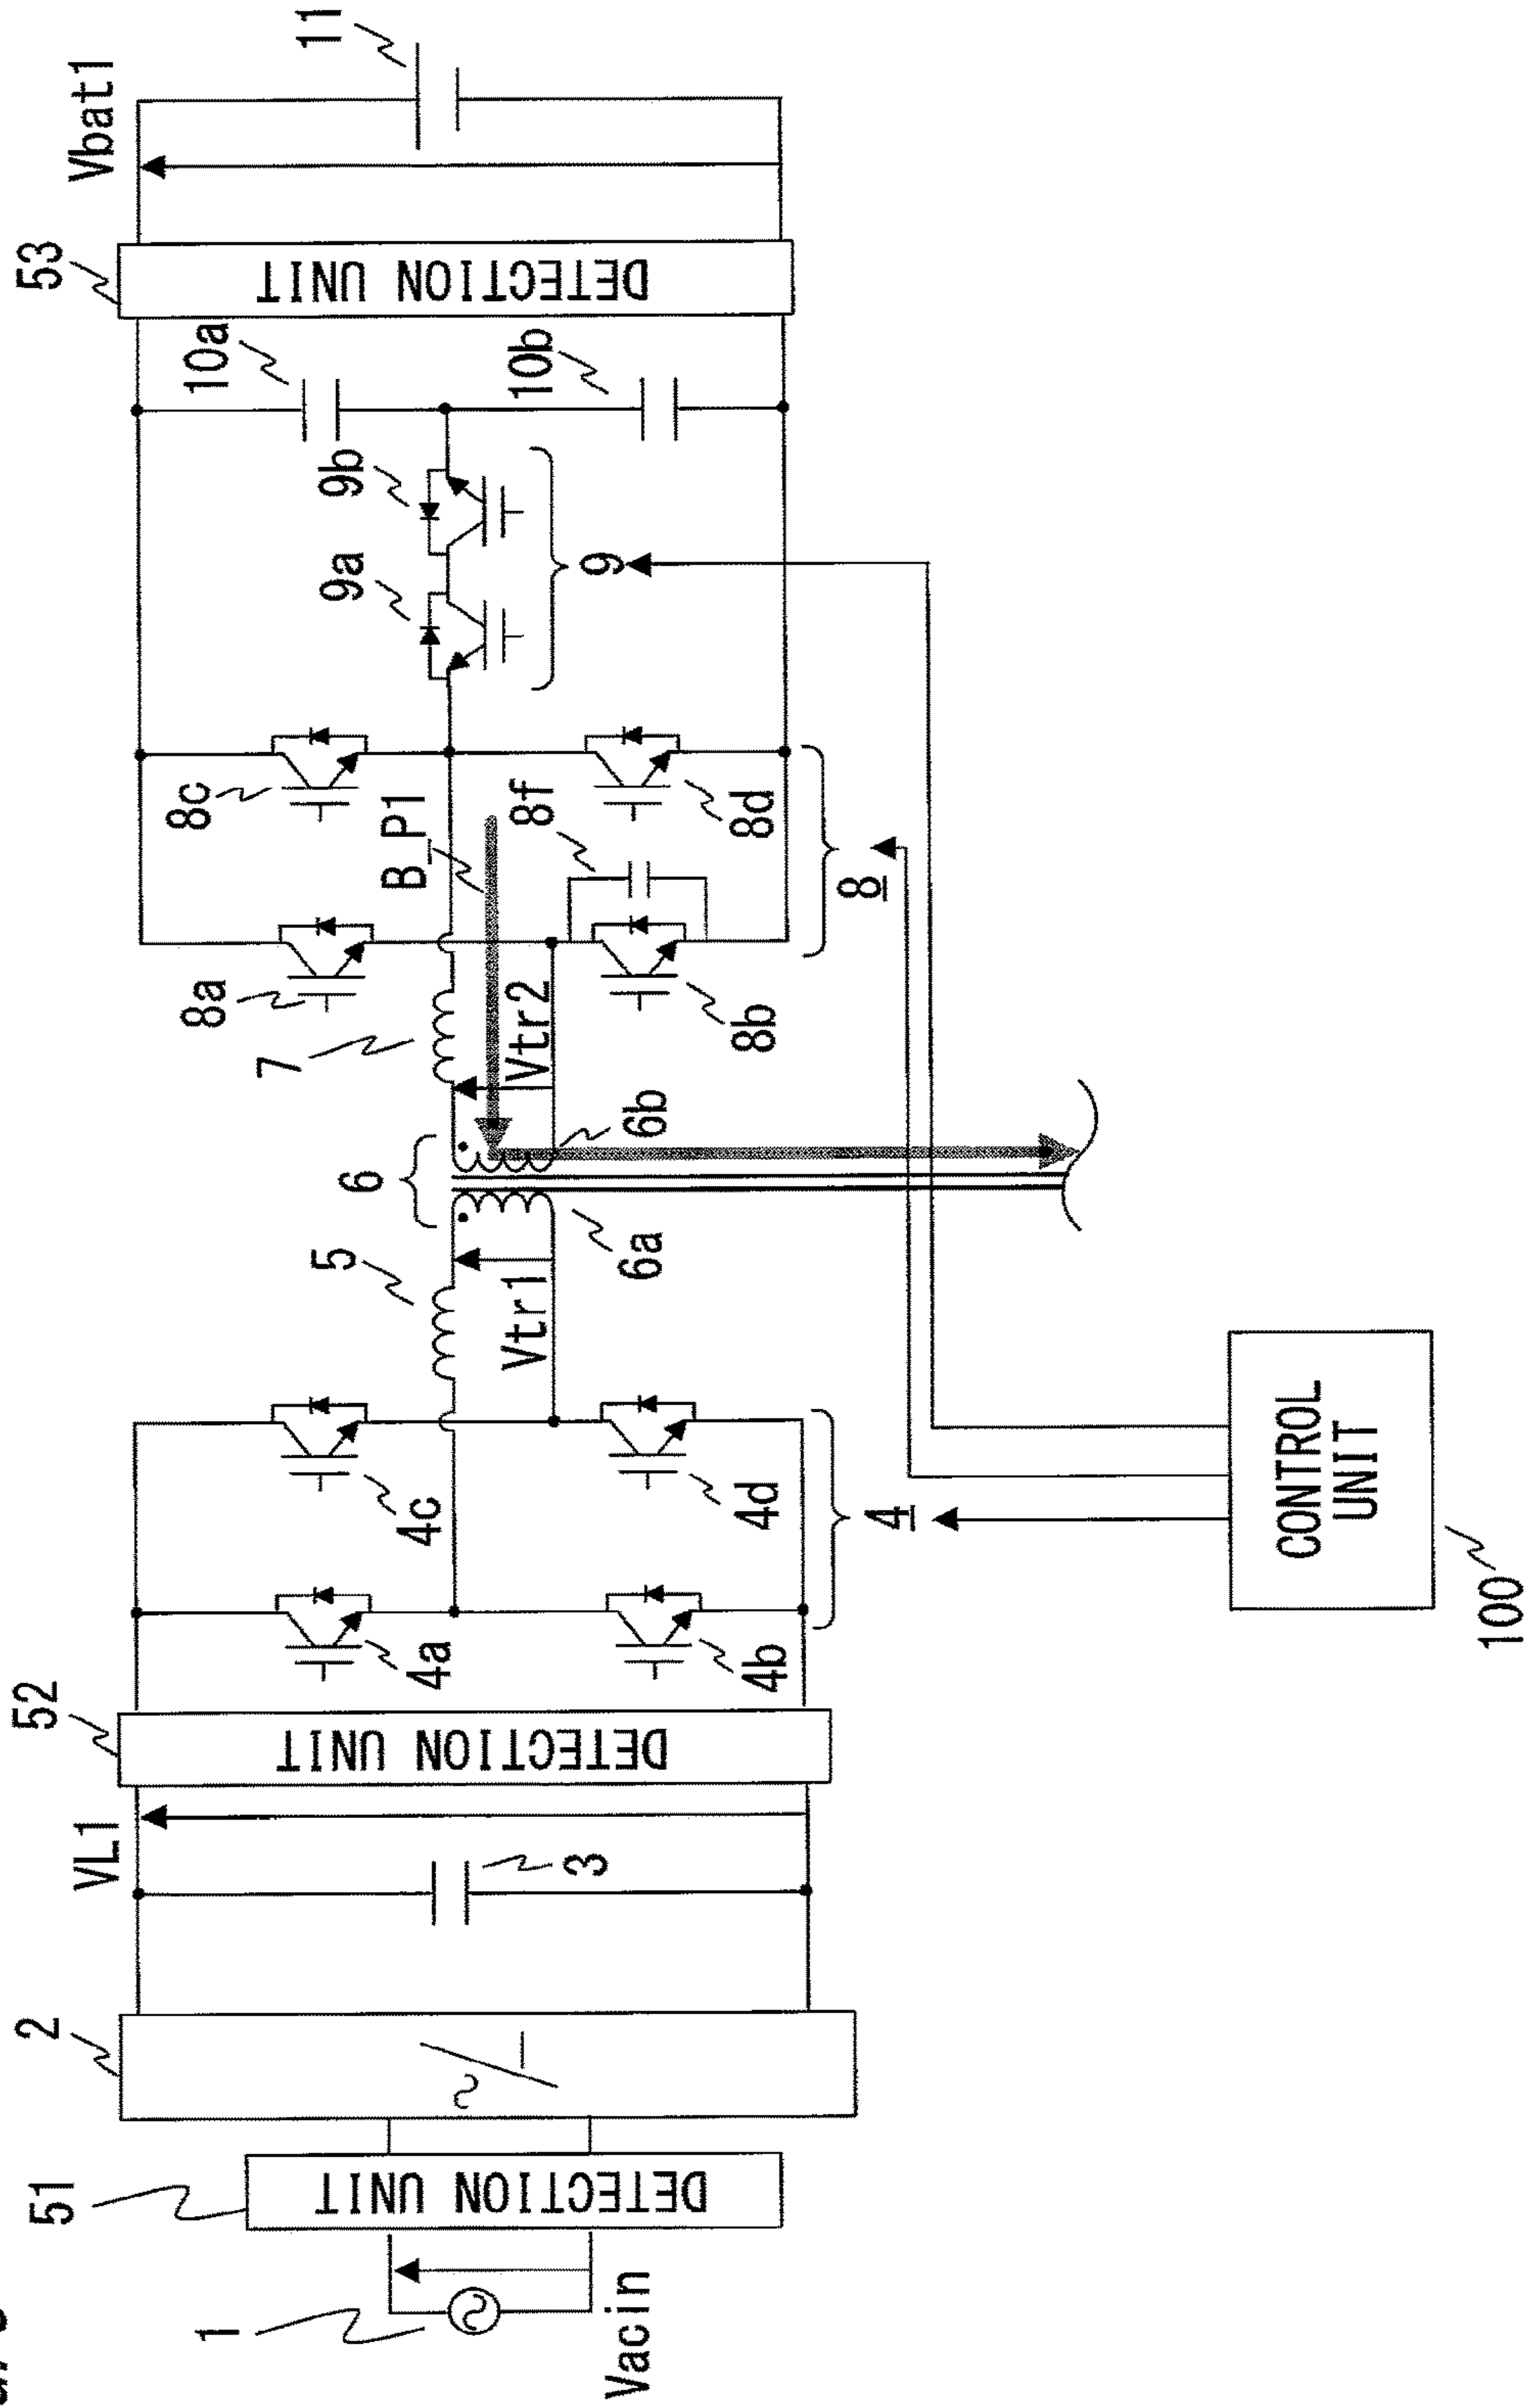 1
Vacin
51
DETECTION UNIT
2
VL1
3
52
DETECTION UNIT
4a
4b
4c
4d
4
5
Vtr1
6
6a
6b
7
Vtr2
B_P1
8a
8b
8c
8d
8f
8
9a
9b
9
10a
10b
53
DETECTION UNIT
Vbat1
11
CONTROL
UNIT
100